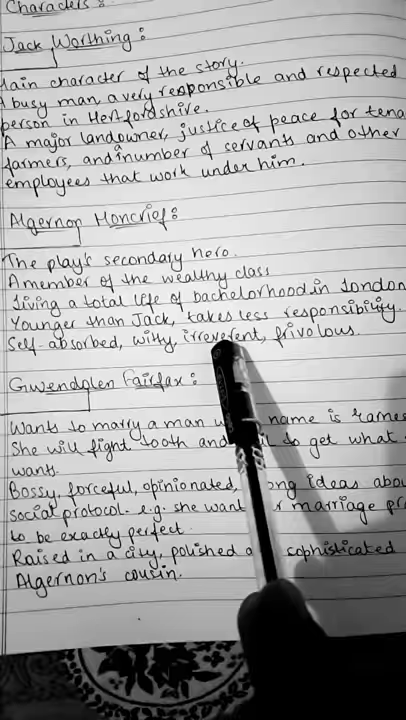 Characters:
Jack Worthing:
Main character of the story.
A busy man a very responsible and respected
person in Hertfordshire.
A major landowner, justice of peace for tena
farmers, and a number of servants and other
employees that work under him.
Algernon Moncrief:
The play's secondary hero.
A member of the wealthy class
Living a total life of bachelorhood in London
Younger than Jack, takes less responsibility.
Self-absorbed, witty, irreverent, frivolous.
Gwendolen Fairfax:
Wants to marry a man name is
She will fight tooth and to get what
wants.
Bossy, forceful, opinionated, ideas abou
social protocol. e.g: she want marriage pr
to be exactly perfect.
Raised in a city, polished a sophisticated
Algernon's cousin.